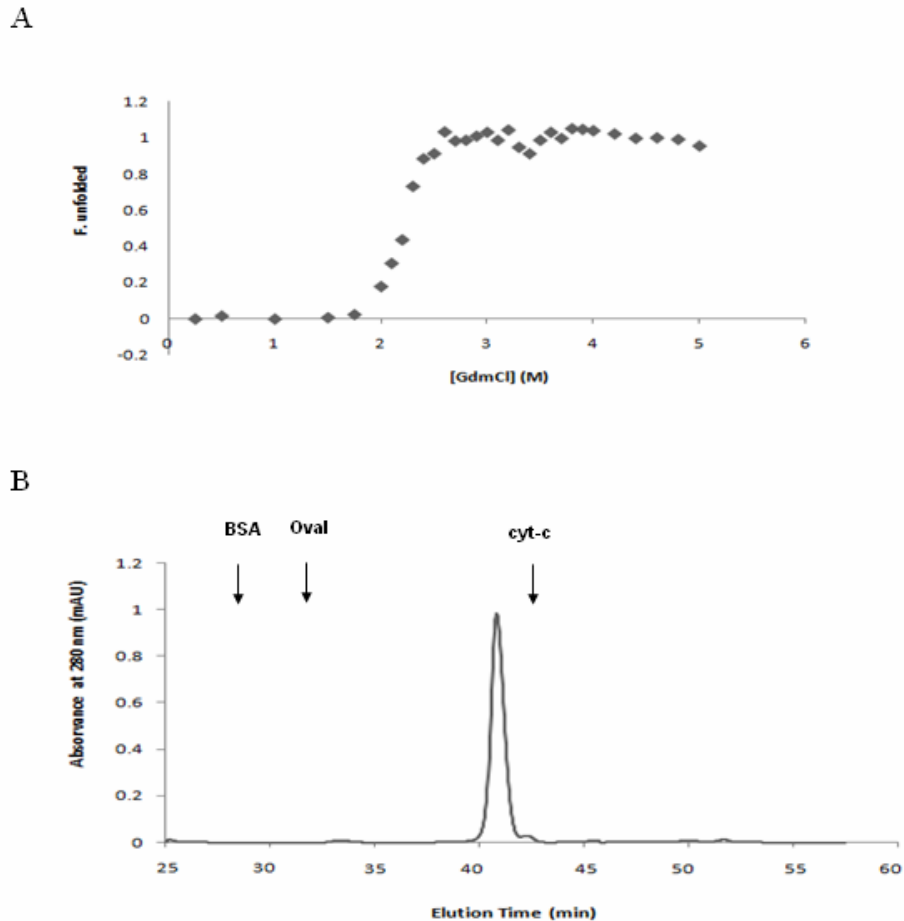 A
1.2
1
0.8
0.6
0.4
0.2
0
-0.2
0 1 2 3 4 5 6
F. unfolded
[GdmCl] (M)
B
BSA Oval cyt-c
1.2
1
0.8
0.6
0.4
0.2
0
25 30 35 40 45 50 55 60
Absorvance at 280 nm (mAU)
Elution Time (min)